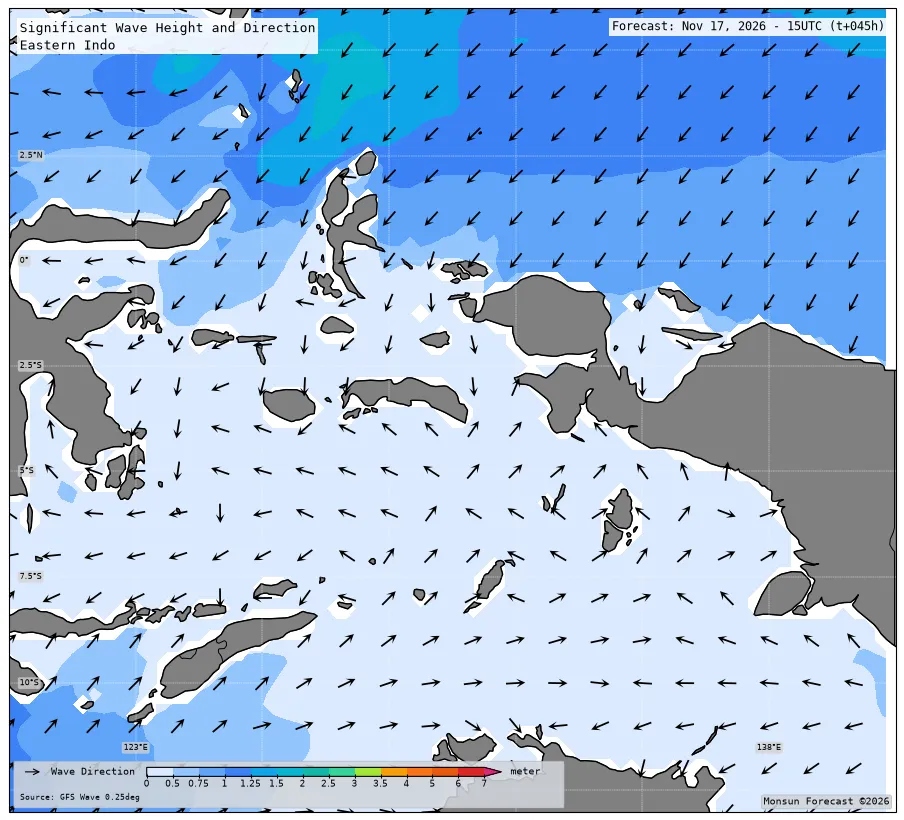 Significant Wave Height and Direction
Eastern Indo
Forecast: Nov 17, 2026 - 15UTC (t+045h)
2.5°N
0°
2.5°S
5°S
7.5°S
10°S
123°E
138°E
Wave Direction
meter
0 0.5 0.75 1 1.25 1.5 2 2.5 3 3.5 4 5 6 7
Source: GFS Wave 0.25deg
Monsun Forecast ©2026